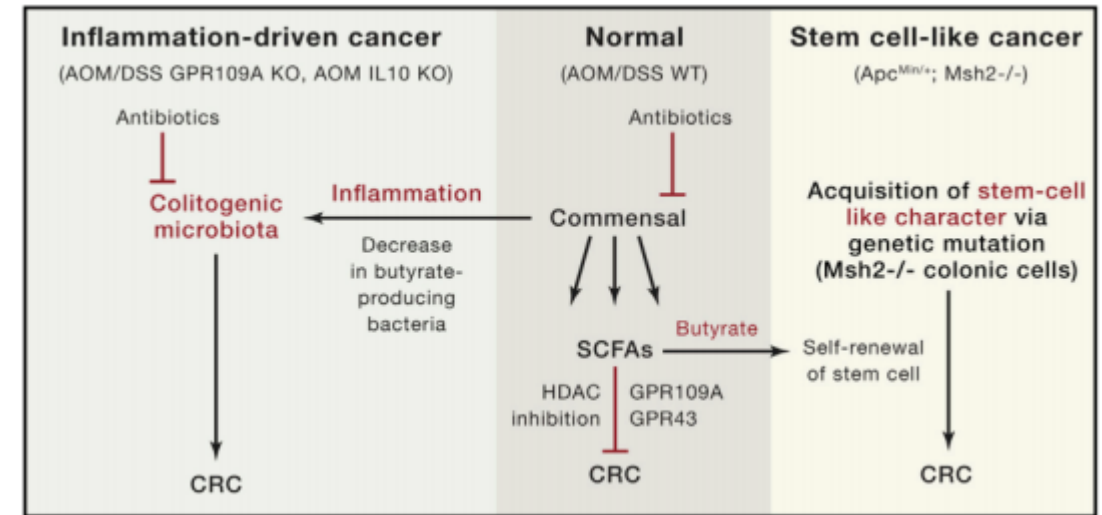 Inflammation-driven cancer
(AOM/DSS GPR109A KO, AOM IL10 KO)
Antibiotics
Colitogenic
microbiota
Inflammation
Decrease
in butyrate-
producing
bacteria
CRC
Normal
(AOM/DSS WT)
Antibiotics
Commensal
SCFAs
Butyrate
HDAC
inhibition
GPR109A
GPR43
CRC
Stem cell-like cancer
(Apcᴹⁱⁿ/⁺; Msh2-/-)
Acquisition of stem-cell
like character via
genetic mutation
(Msh2-/- colonic cells)
Self-renewal
of stem cell
CRC